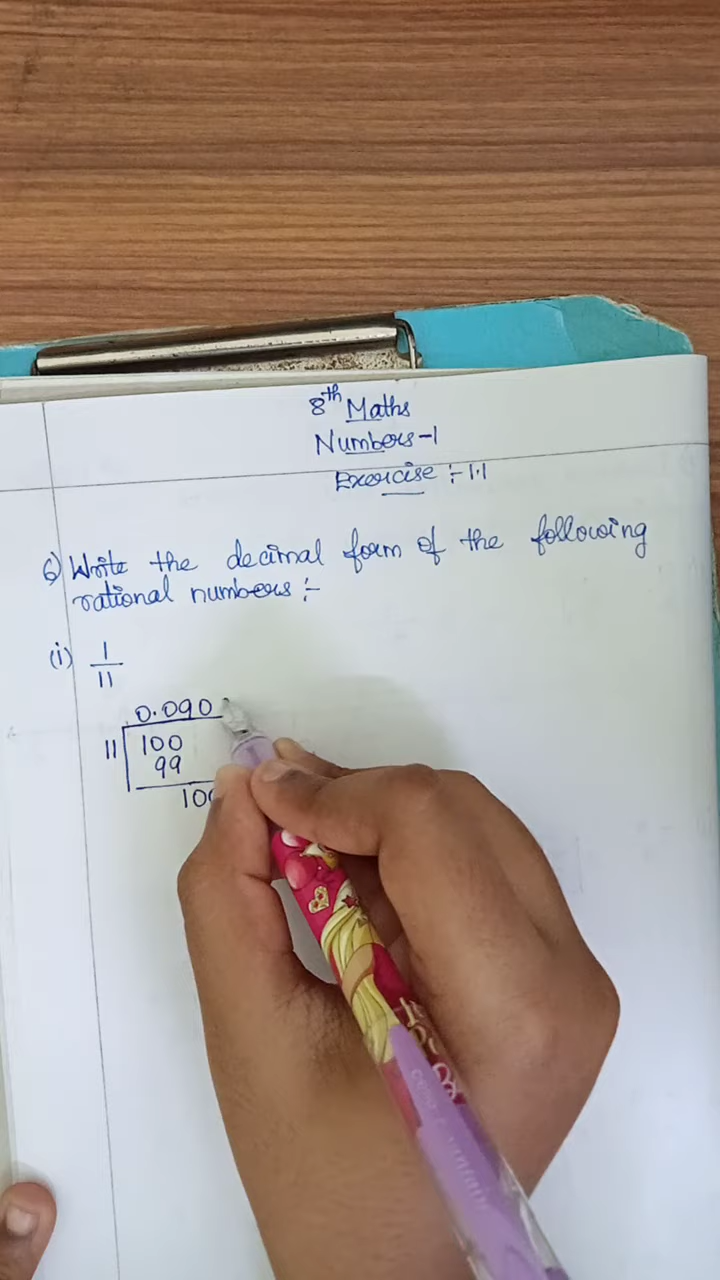 8th Maths
Numbers-1
Exercise :- 1.1
6) Write the decimal form of the following
rational numbers :-
(i) 1
11
0.090
11 100
99
100